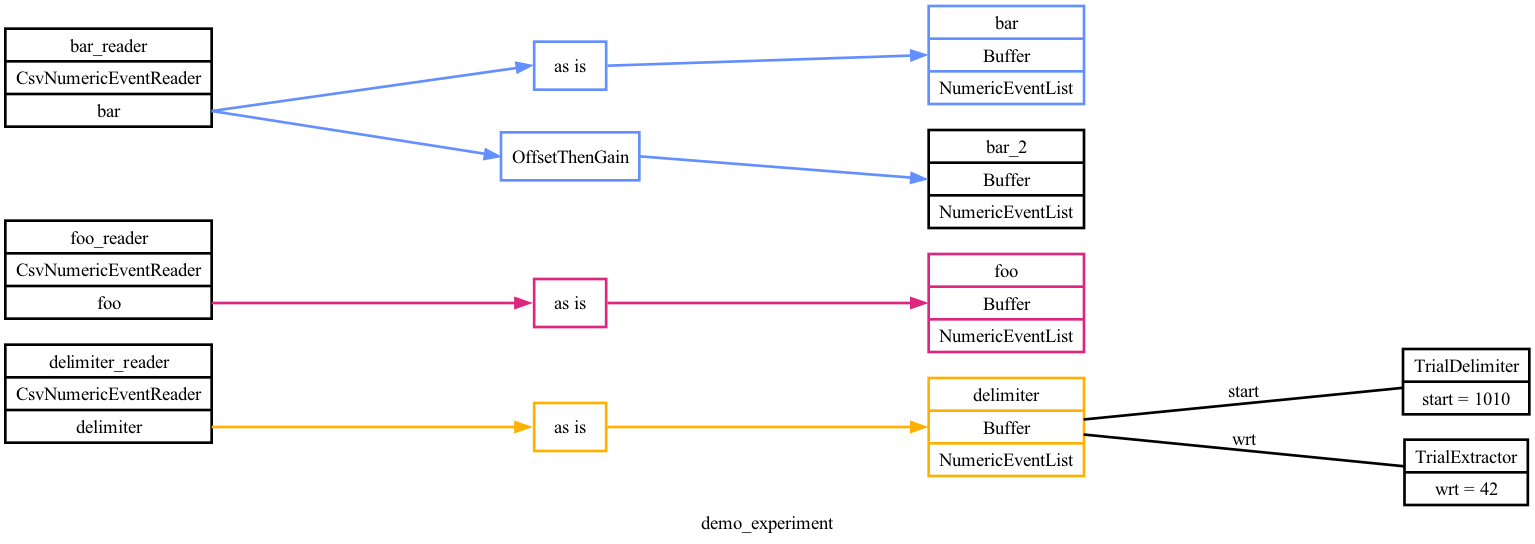 bar_reader
CsvNumericEventReader
bar
as is
bar
Buffer
NumericEventList
OffsetThenGain
bar_2
Buffer
NumericEventList
foo_reader
CsvNumericEventReader
foo
as is
foo
Buffer
NumericEventList
delimiter_reader
CsvNumericEventReader
delimiter
as is
delimiter
Buffer
NumericEventList
start
TrialDelimiter
start = 1010
wrt
TrialExtractor
wrt = 42
demo_experiment